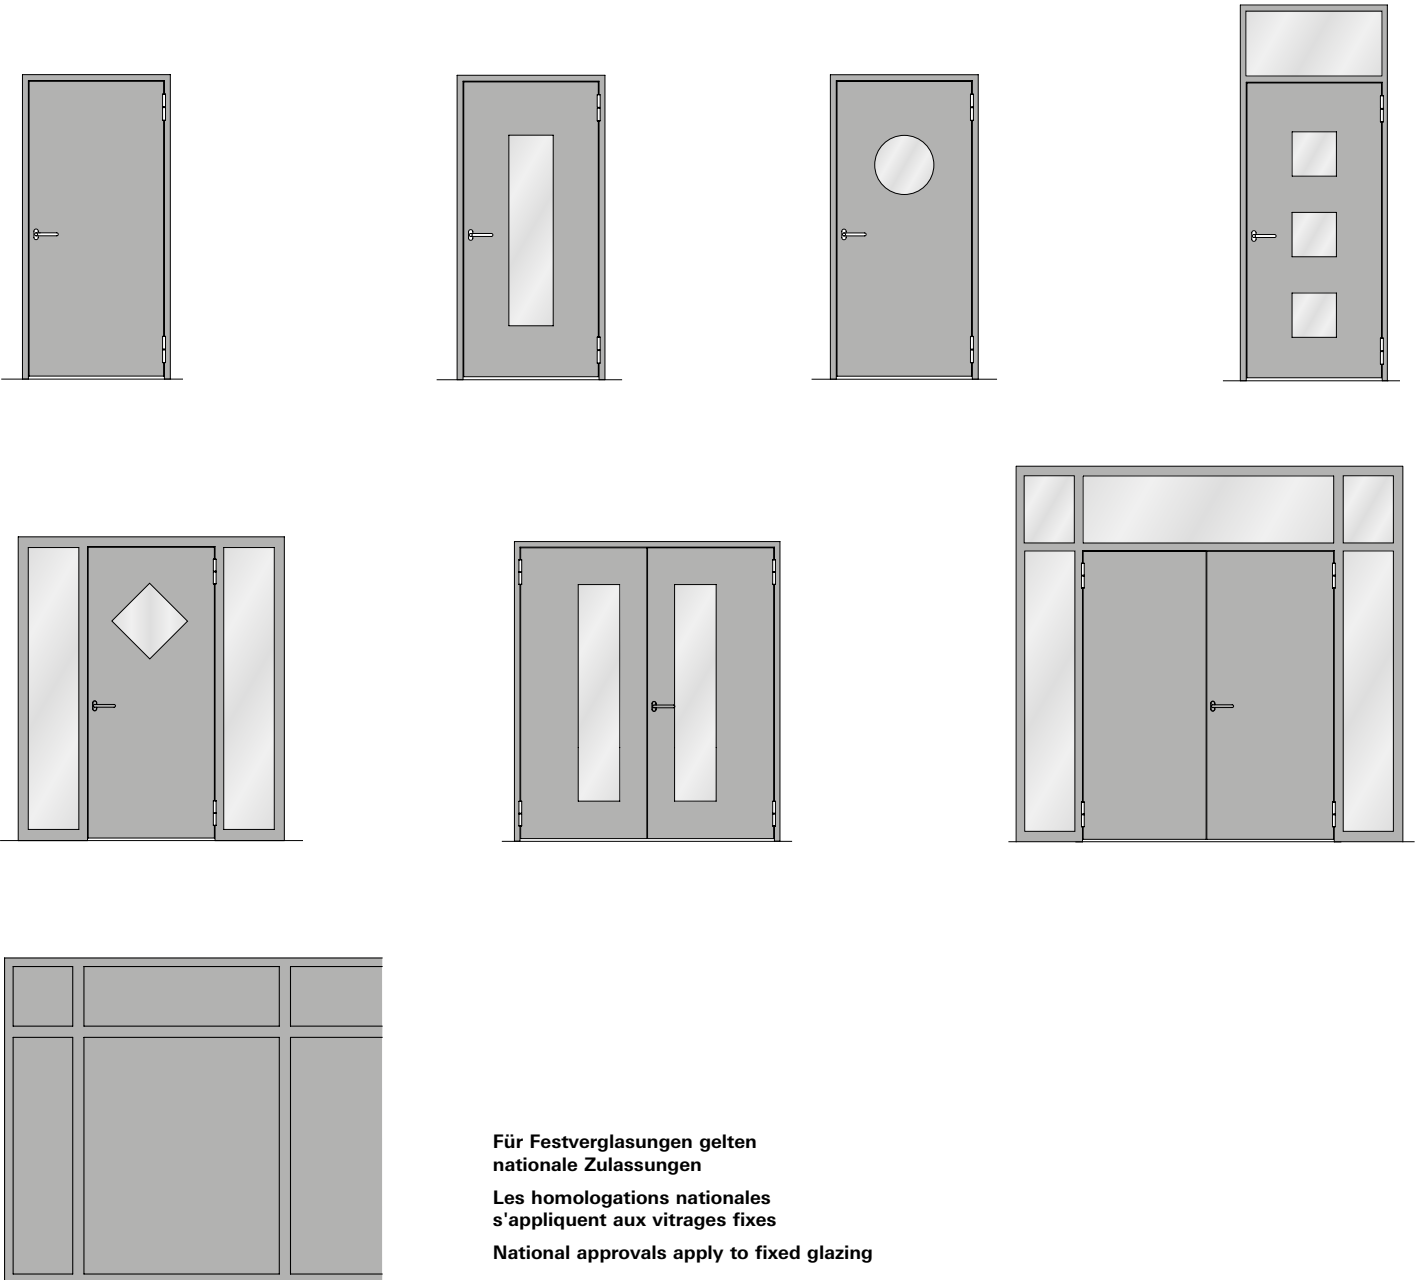 Für Festverglasungen gelten
nationale Zulassungen
Les homologations nationales
s'appliquent aux vitrages fixes
National approvals apply to fixed glazing